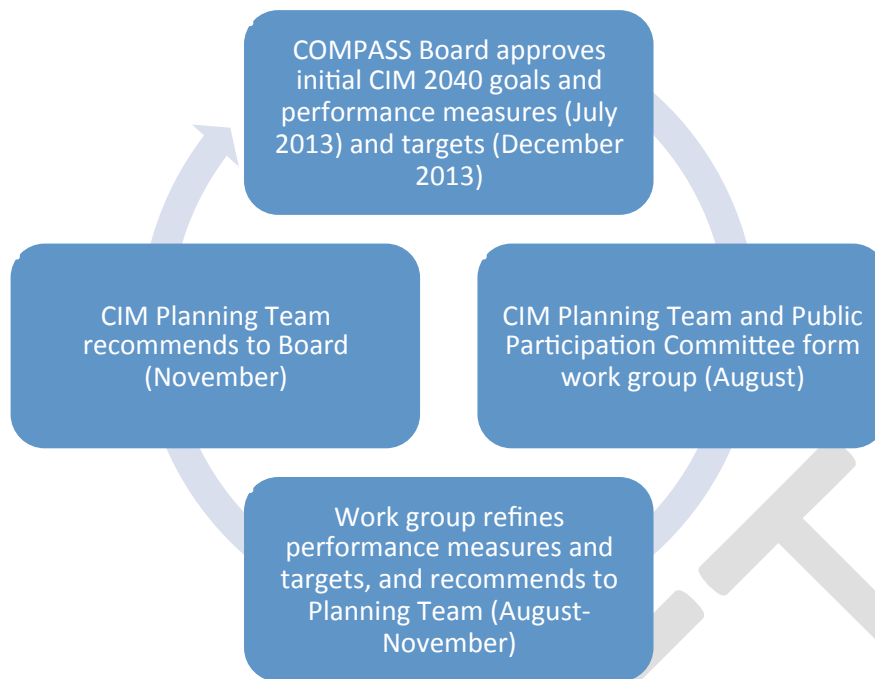 COMPASS Board approves
initial CIM 2040 goals and
performance measures (July
2013) and targets (December
2013)
CIM Planning Team
recommends to Board
(November)
CIM Planning Team and Public
Participation Committee form
work group (August)
Work group refines
performance measures and
targets, and recommends to
Planning Team (August-
November)